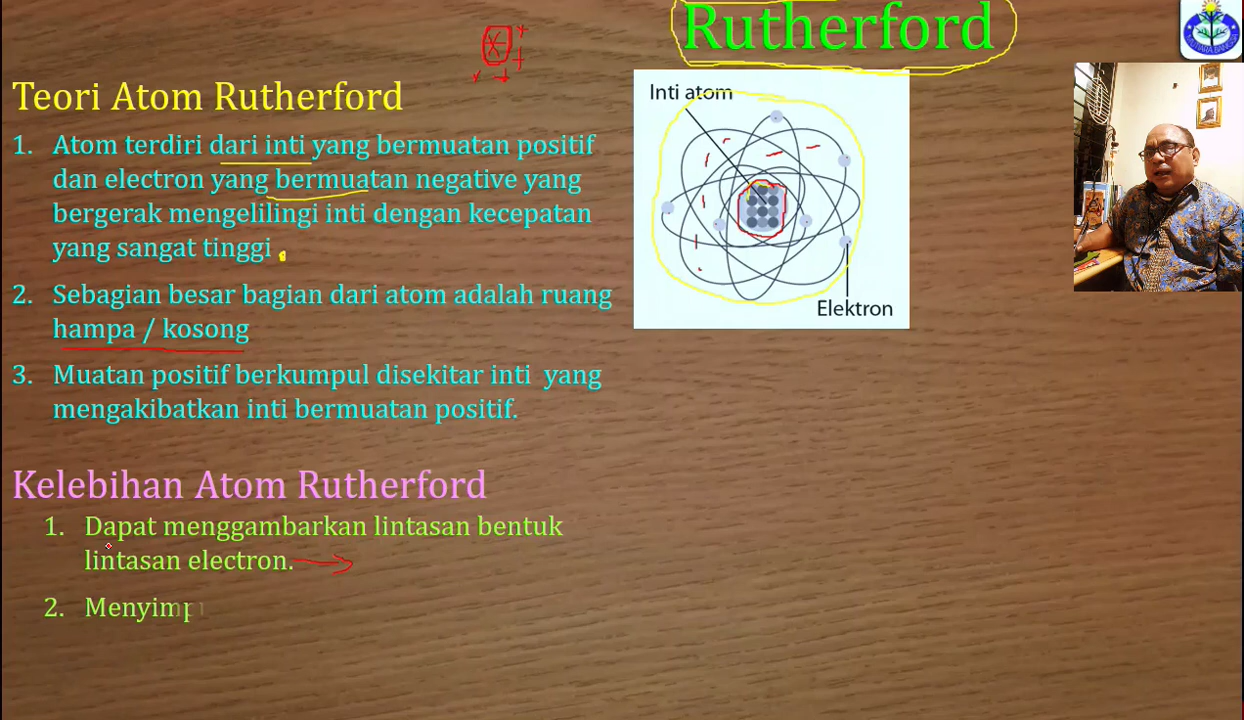 Rutherford
Teori Atom Rutherford
1. Atom terdiri dari inti yang bermuatan positif
dan electron yang bermuatan negative yang
bergerak mengelilingi inti dengan kecepatan
yang sangat tinggi
2. Sebagian besar bagian dari atom adalah ruang
hampa / kosong
3. Muatan positif berkumpul disekitar inti yang
mengakibatkan inti bermuatan positif.
Inti atom
Elektron
Kelebihan Atom Rutherford
1. Dapat menggambarkan lintasan bentuk
lintasan electron.
2. Menyimp